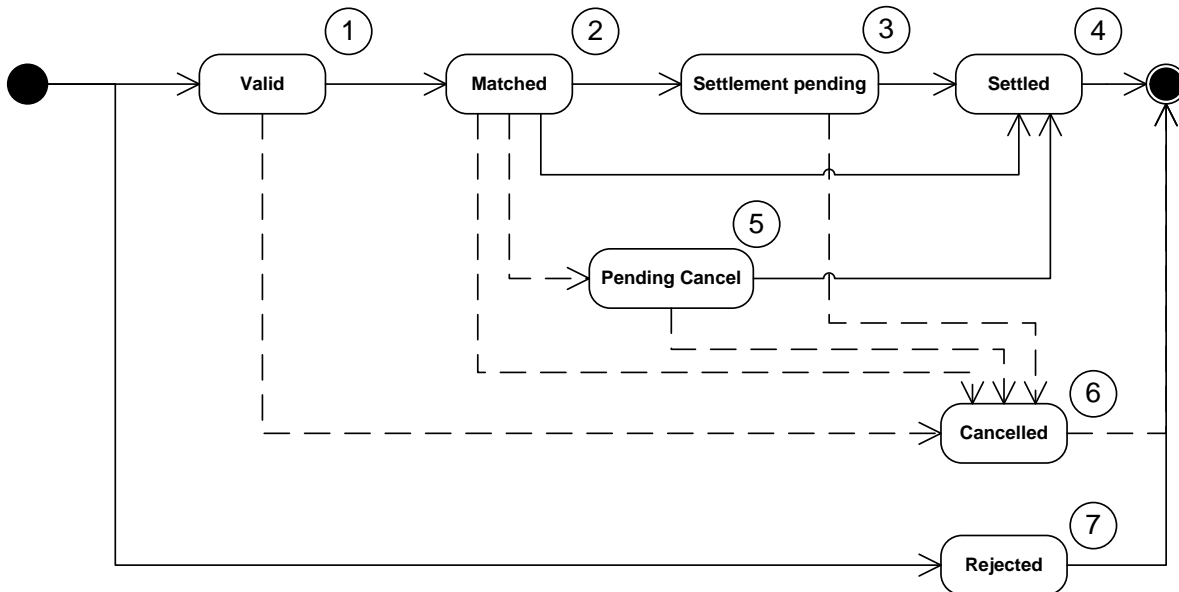 1
2
3
4
Valid
Matched
Settlement pending
Settled
5
Pending Cancel
6
Cancelled
7
Rejected